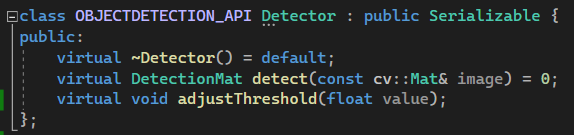 class OBJECTDETECTION_API Detector : public Serializable {
public:
    virtual ~Detector() = default;
    virtual DetectionMat detect(const cv::Mat& image) = 0;
    virtual void adjustThreshold(float value);
};